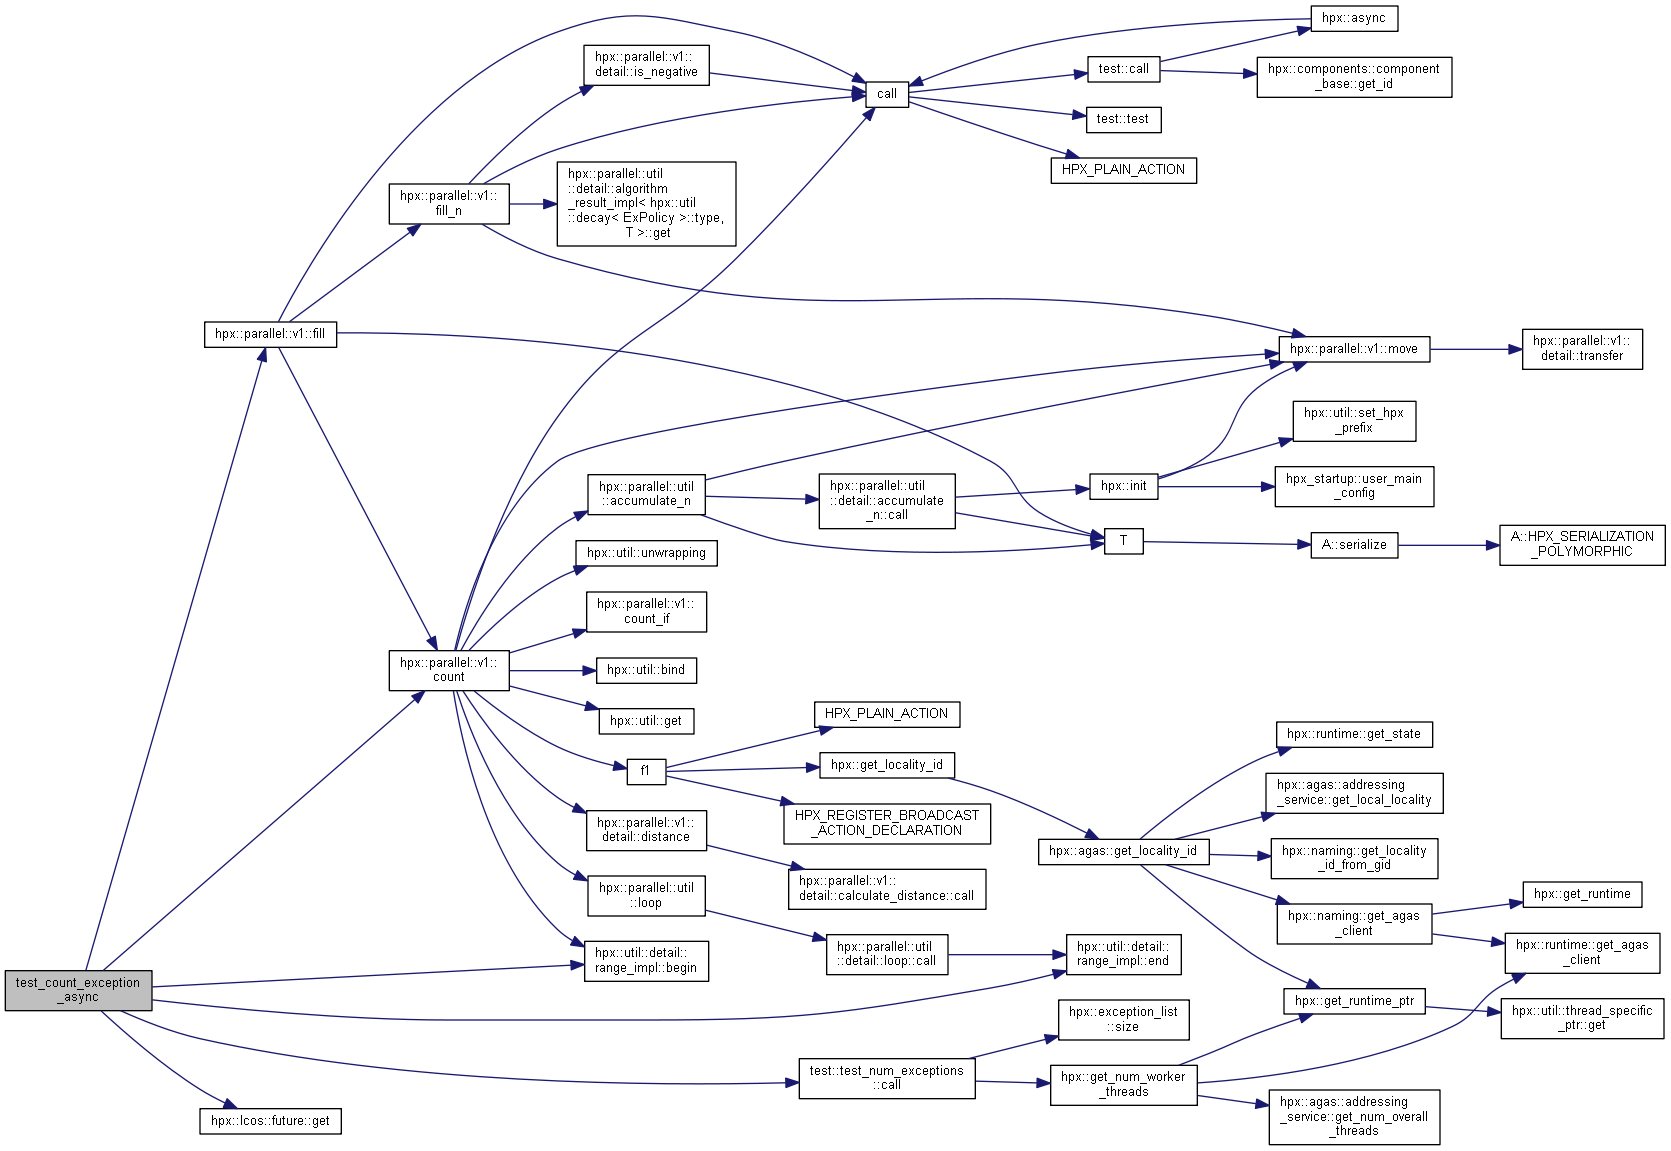 hpx::async
hpx::parallel::v1::
detail::is_negative
test::call
hpx::components::component
_base::get_id
call
test::test
HPX_PLAIN_ACTION
hpx::parallel::util
::detail::algorithm
_result_impl< hpx::util
::decay< ExPolicy >::type,
T >::get
hpx::parallel::v1::
fill_n
hpx::parallel::v1::fill
hpx::parallel::v1::move
hpx::parallel::v1::
detail::transfer
hpx::util::set_hpx
_prefix
hpx::parallel::util
::accumulate_n
hpx::parallel::util
::detail::accumulate
_n::call
hpx::init
hpx_startup::user_main
_config
T
A::serialize
A::HPX_SERIALIZATION
_POLYMORPHIC
hpx::util::unwrapping
hpx::parallel::v1::
count_if
hpx::parallel::v1::
count
hpx::util::bind
hpx::util::get
HPX_PLAIN_ACTION
f1
hpx::get_locality_id
HPX_REGISTER_BROADCAST
_ACTION_DECLARATION
hpx::runtime::get_state
hpx::agas::addressing
_service::get_local_locality
hpx::parallel::v1::
detail::distance
hpx::agas::get_locality_id
hpx::naming::get_locality
_id_from_gid
hpx::parallel::v1::
detail::calculate_distance::call
hpx::parallel::util
::loop
hpx::naming::get_agas
_client
hpx::get_runtime
hpx::util::detail::
range_impl::begin
hpx::parallel::util
::detail::loop::call
hpx::util::detail::
range_impl::end
hpx::runtime::get_agas
_client
test_count_exception
_async
hpx::get_runtime_ptr
hpx::util::thread_specific
_ptr::get
hpx::exception_list
::size
test::test_num_exceptions
::call
hpx::get_num_worker
_threads
hpx::agas::addressing
_service::get_num_overall
_threads
hpx::lcos::future::get